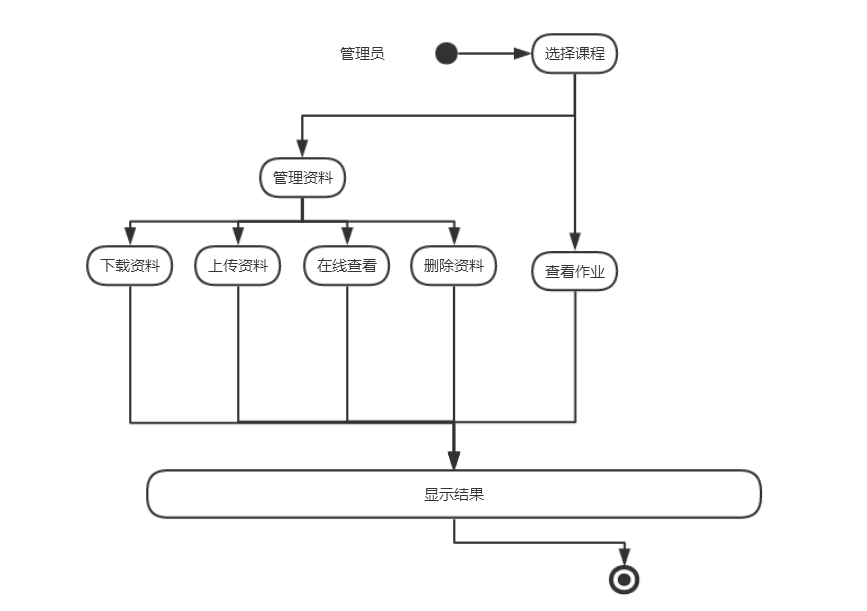 管理员
选择课程
管理资料
下载资料
上传资料
在线查看
删除资料
查看作业
显示结果